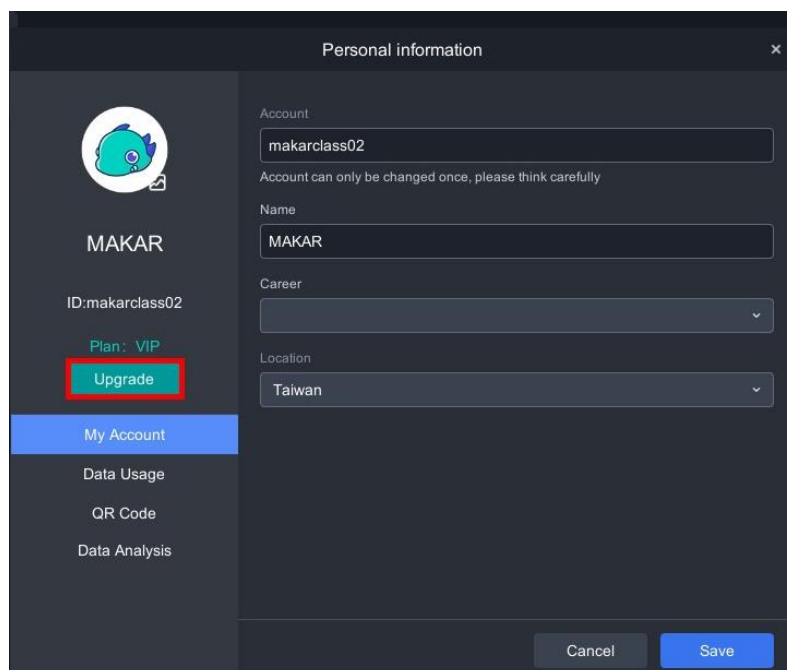 Personal information
×
MAKAR
ID:makarclass02
Plan： VIP
Upgrade
My Account
Data Usage
QR Code
Data Analysis
Account
makarclass02
Account can only be changed once, please think carefully
Name
MAKAR
Career
Location
Taiwan
Cancel
Save